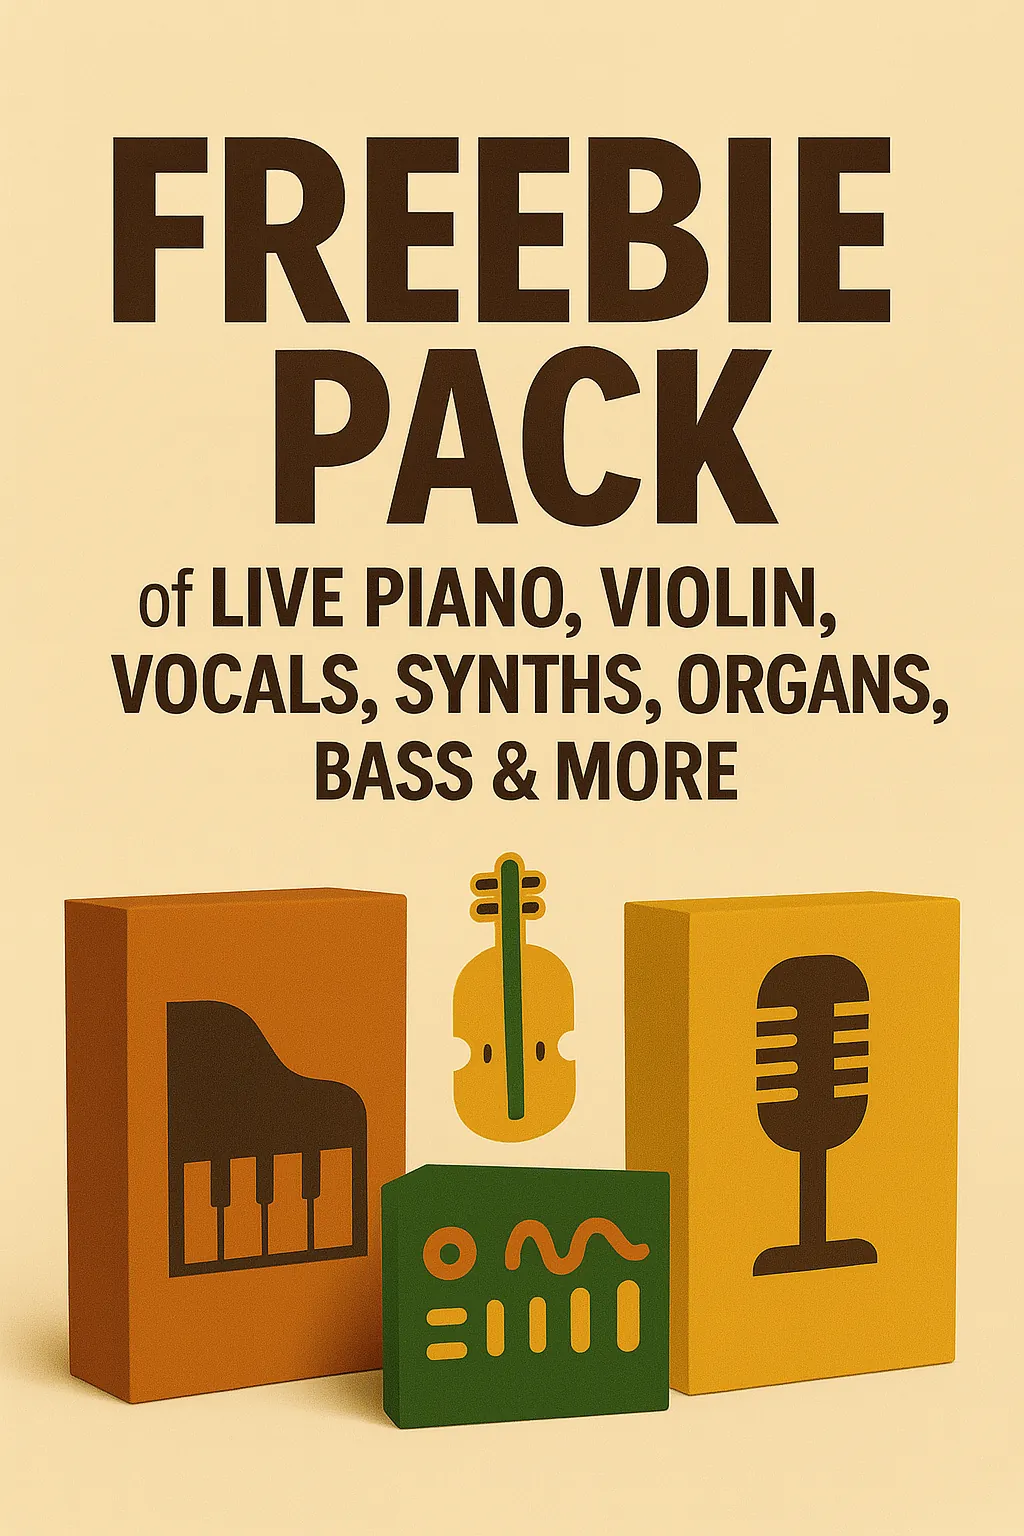 FREEBIE
PACK
of LIVE PIANO, VIOLIN,
VOCALS, SYNTHS, ORGANS,
BASS & MORE